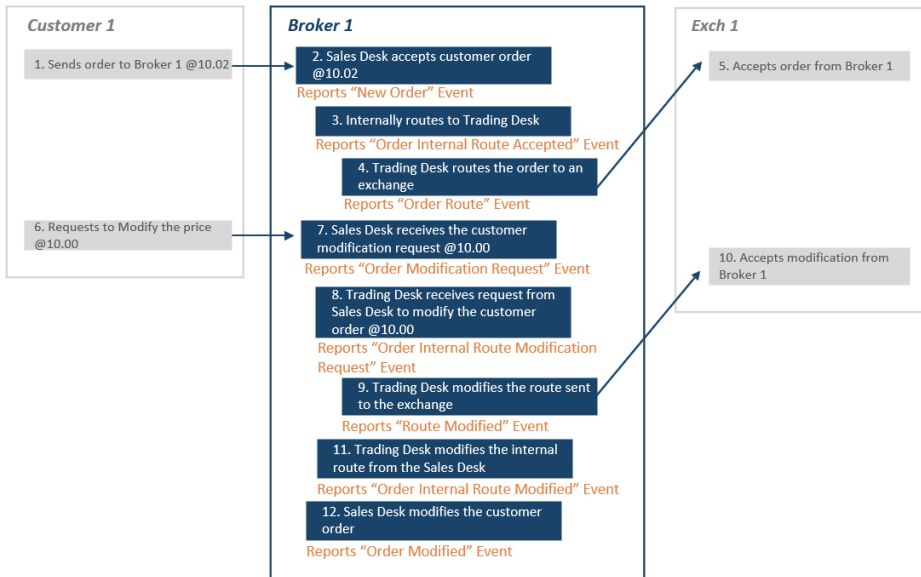 Customer 1
1. Sends order to Broker 1 @10.02
6. Requests to Modify the price
@10.00
Broker 1
2. Sales Desk accepts customer order
@10.02
Reports “New Order” Event
3. Internally routes to Trading Desk
Reports “Order Internal Route Accepted” Event
4. Trading Desk routes the order to an
exchange
Reports “Order Route” Event
7. Sales Desk receives the customer
modification request @10.00
Reports “Order Modification Request” Event
8. Trading Desk receives request from
Sales Desk to modify the customer
order @10.00
Reports “Order Internal Route Modification
Request” Event
9. Trading Desk modifies the route sent
to the exchange
Reports “Route Modified” Event
11. Trading Desk modifies the internal
route from the Sales Desk
Reports “Order Internal Route Modified” Event
12. Sales Desk modifies the customer
order
Reports “Order Modified” Event
Exch 1
5. Accepts order from Broker 1
10. Accepts modification from
Broker 1